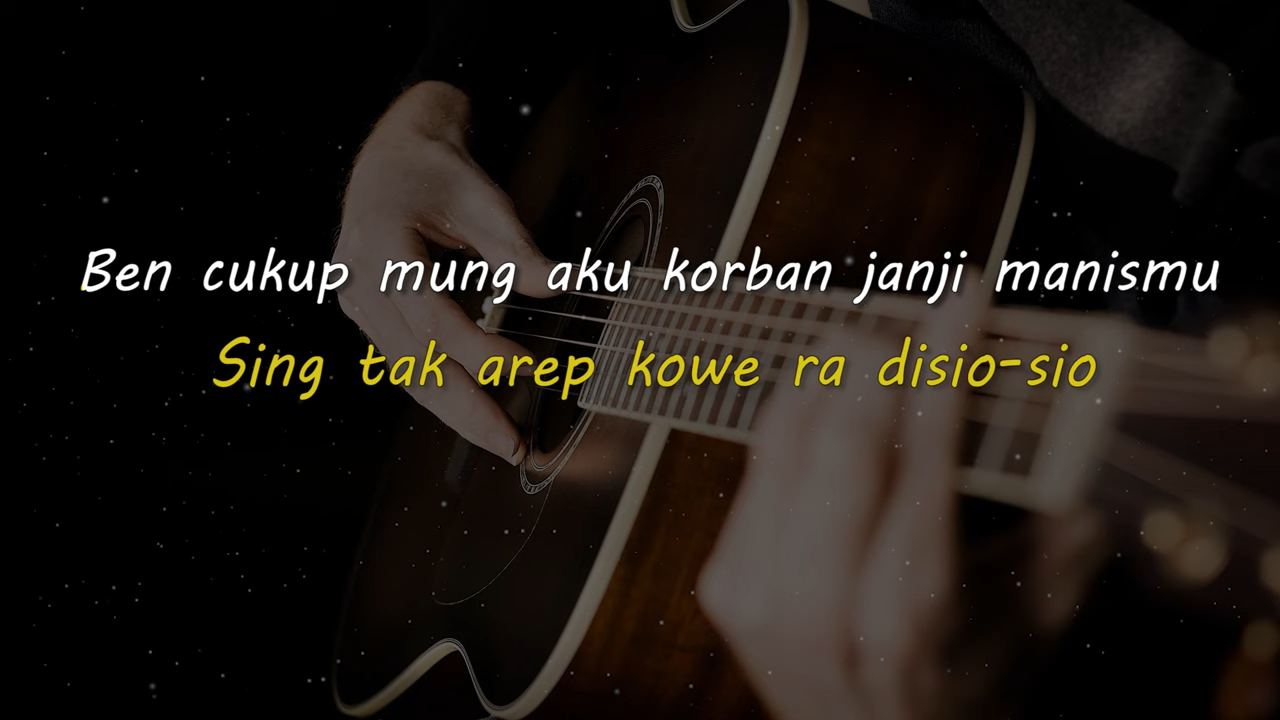 Ben cukup mung aku korban janji manismu
Sing tak arep kowe ra disio-sio